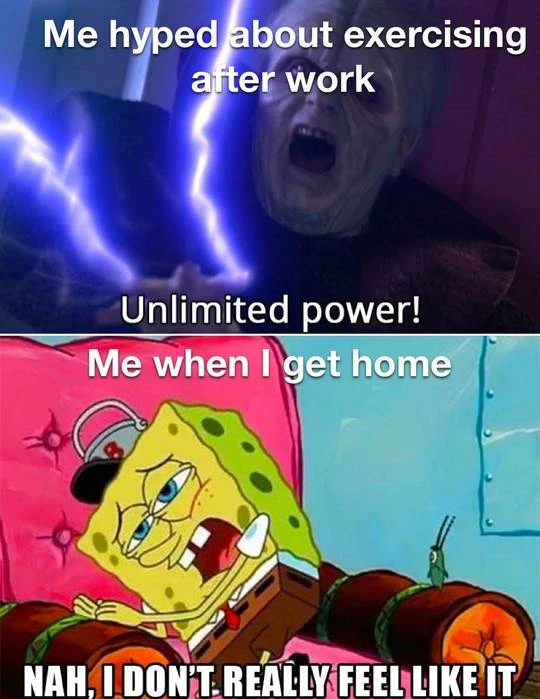 Me hyped about exercising
after work
Unlimited power!
Me when I get home
NAH, I DON'T REALLY FEEL LIKE IT